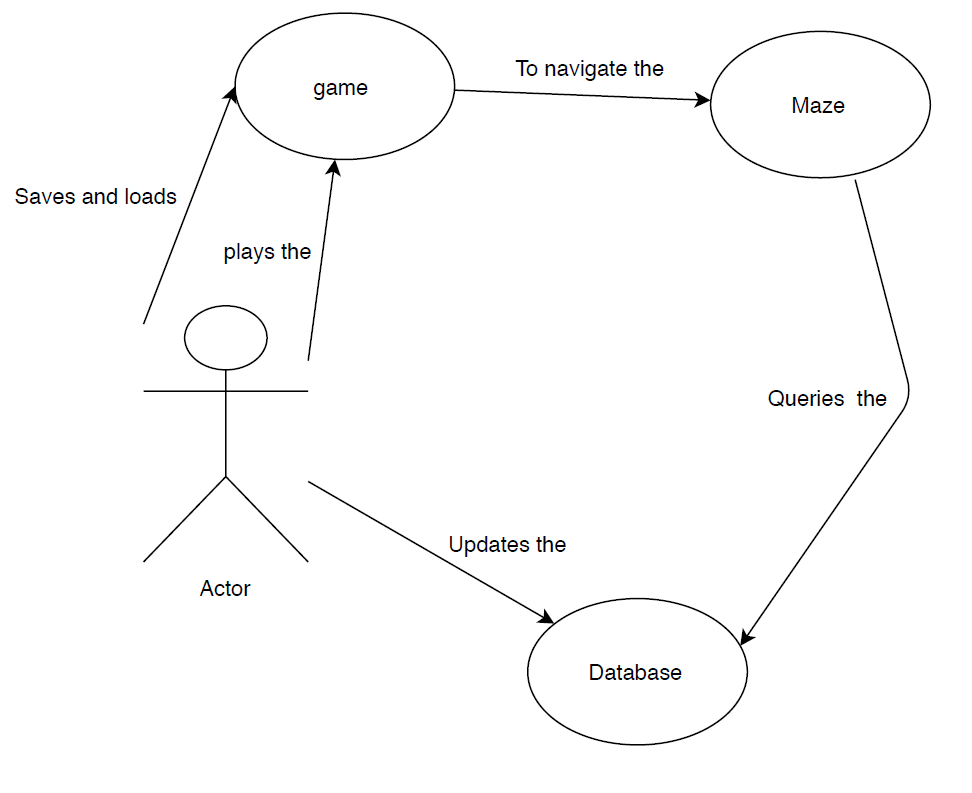 game
To navigate the
Maze
Saves and loads
plays the
Queries  the
Updates the
Actor
Database